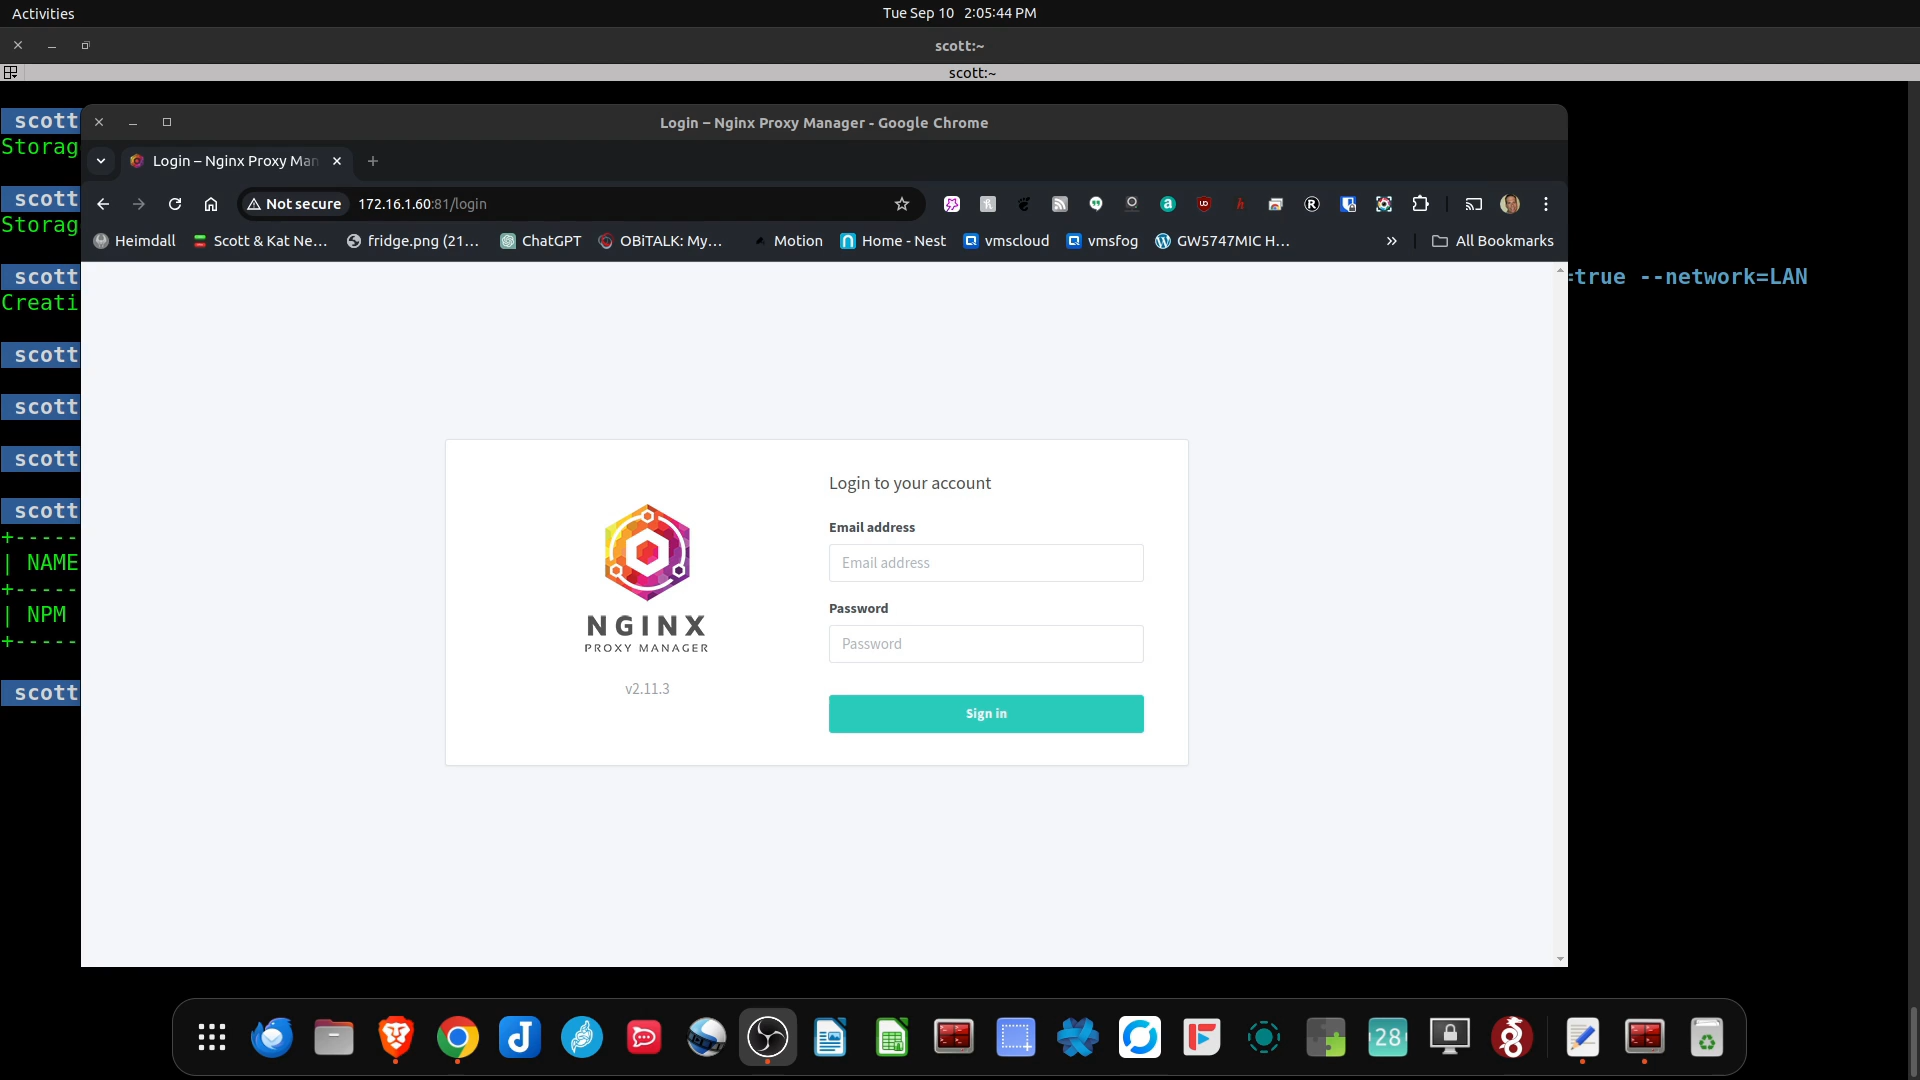 Activities
Tue Sep 10 2:05:44 PM
scott:~
scott:~
scott
Storag
scott
Storag
scott
=true --network=LAN
Creati
scott
scott
scott
scott
+-----
| NAME
+-----
| NPM
+-----
scott
Login – Nginx Proxy Manager - Google Chrome
Login – Nginx Proxy Man
Not secure
172.16.1.60:81/login
Heimdall
Scott & Kat Ne...
fridge.png (21...
ChatGPT
OBiTALK: My...
Motion
Home - Nest
vmscloud
vmsfog
GW5747MIC H...
»
All Bookmarks
NGINX
PROXY MANAGER
v2.11.3
Login to your account
Email address
Email address
Password
Password
Sign in
28